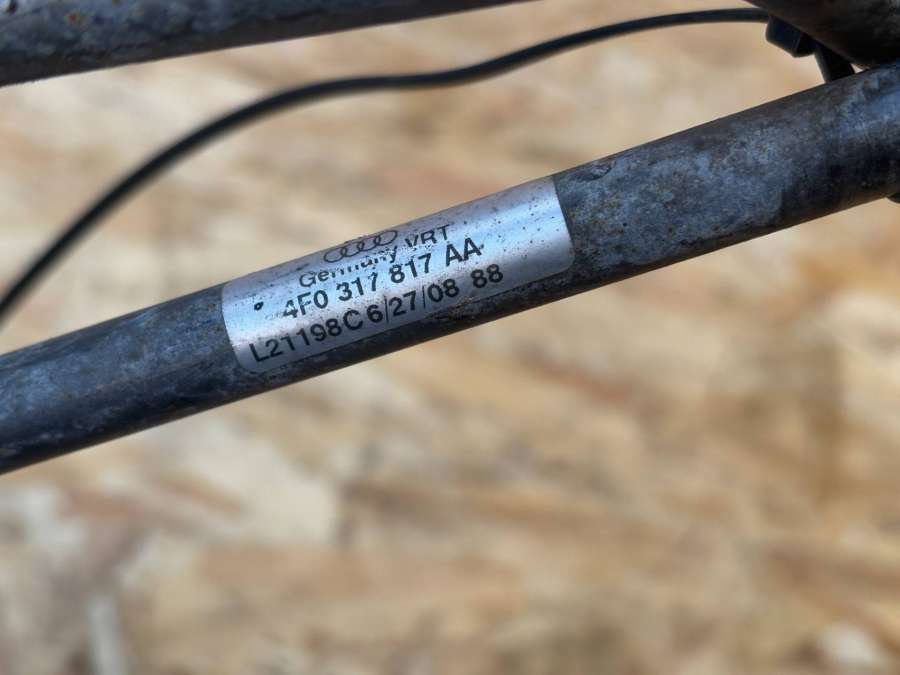 Germany VRT
4F0 317 817 AA
L21198C 6/27/08 88